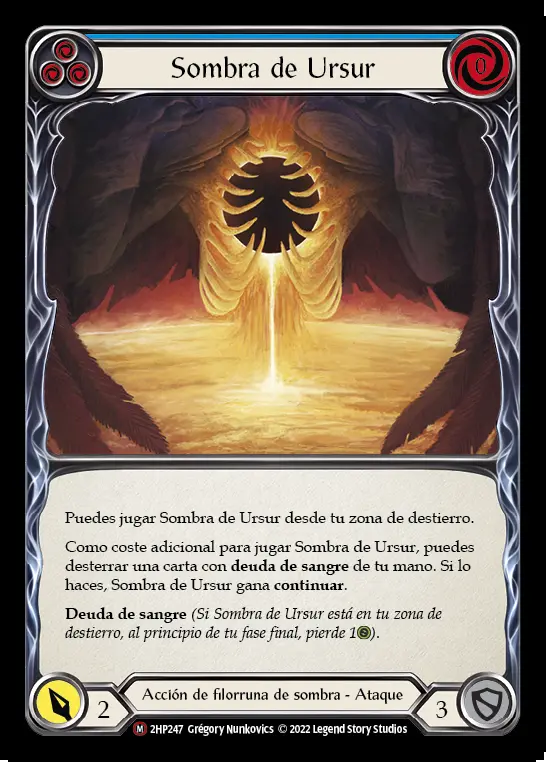 Sombra de Ursur
0
Puedes jugar Sombra de Ursur desde tu zona de destierro.
Como coste adicional para jugar Sombra de Ursur, puedes
desterrar una carta con deuda de sangre de tu mano. Si lo
haces, Sombra de Ursur gana continuar.
Deuda de sangre (Si Sombra de Ursur está en tu zona de
destierro, al principio de tu fase final, pierde 1).
2
Acción de filorruna de sombra - Ataque
3
M 2HP247 Grégory Nunkovics © 2022 Legend Story Studios